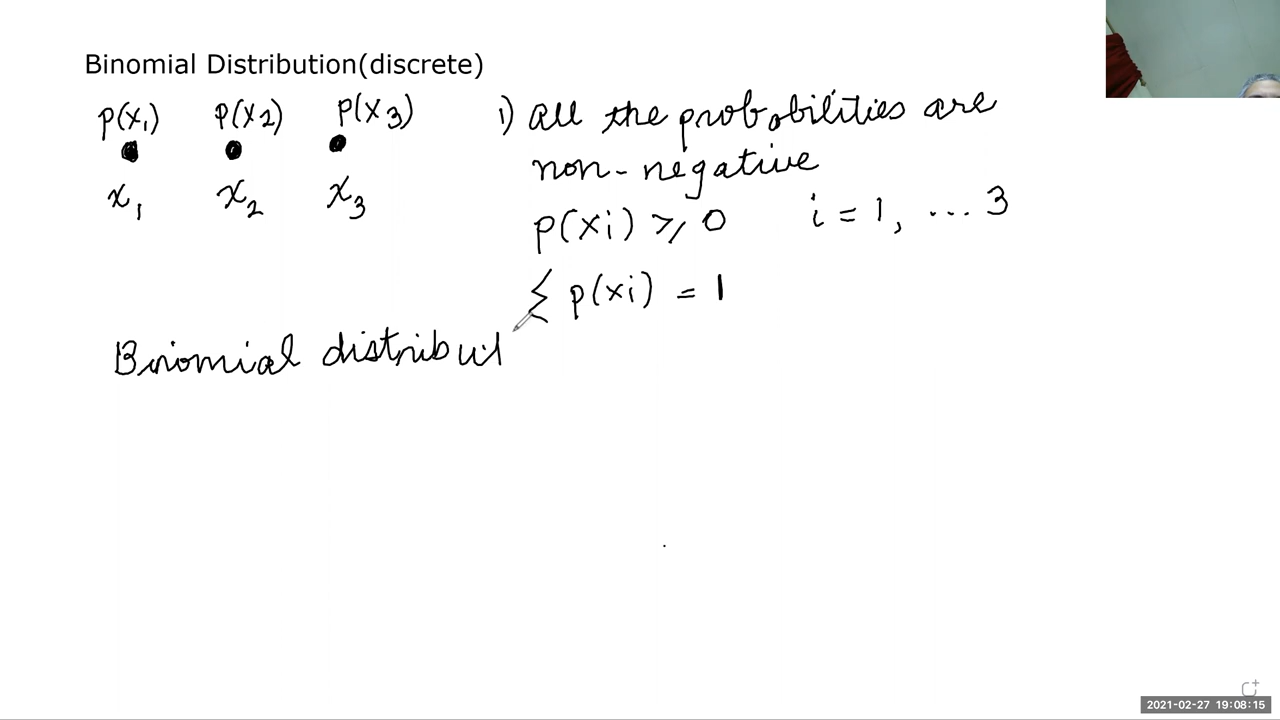 Binomial Distribution(discrete)
p(x₁) p(x₂) p(x₃)
x₁ x₂ x₃
1) all the probabilities are
non-negative
p(xi) ⩾ 0 i = 1, ... 3
Σ p(xi) = 1
Binomial distribut
2021-02-27 19:08:15